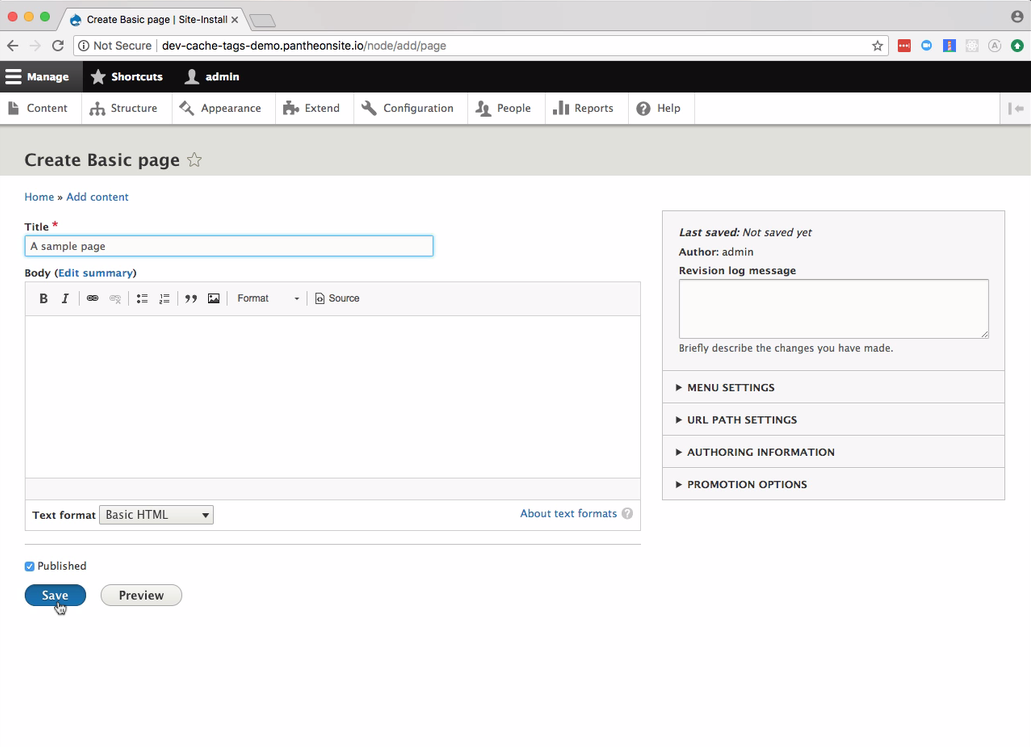 Create Basic page | Site-Install
Not Secure | dev-cache-tags-demo.pantheonsite.io/node/add/page
Manage Shortcuts admin
Content Structure Appearance Extend Configuration People Reports Help
Create Basic page
Home » Add content
Title *
A sample page
Body (Edit summary)
B I Format Source
Text format Basic HTML
About text formats ?
Published
Save Preview
Last saved: Not saved yet
Author: admin
Revision log message
Briefly describe the changes you have made.
MENU SETTINGS
URL PATH SETTINGS
AUTHORING INFORMATION
PROMOTION OPTIONS